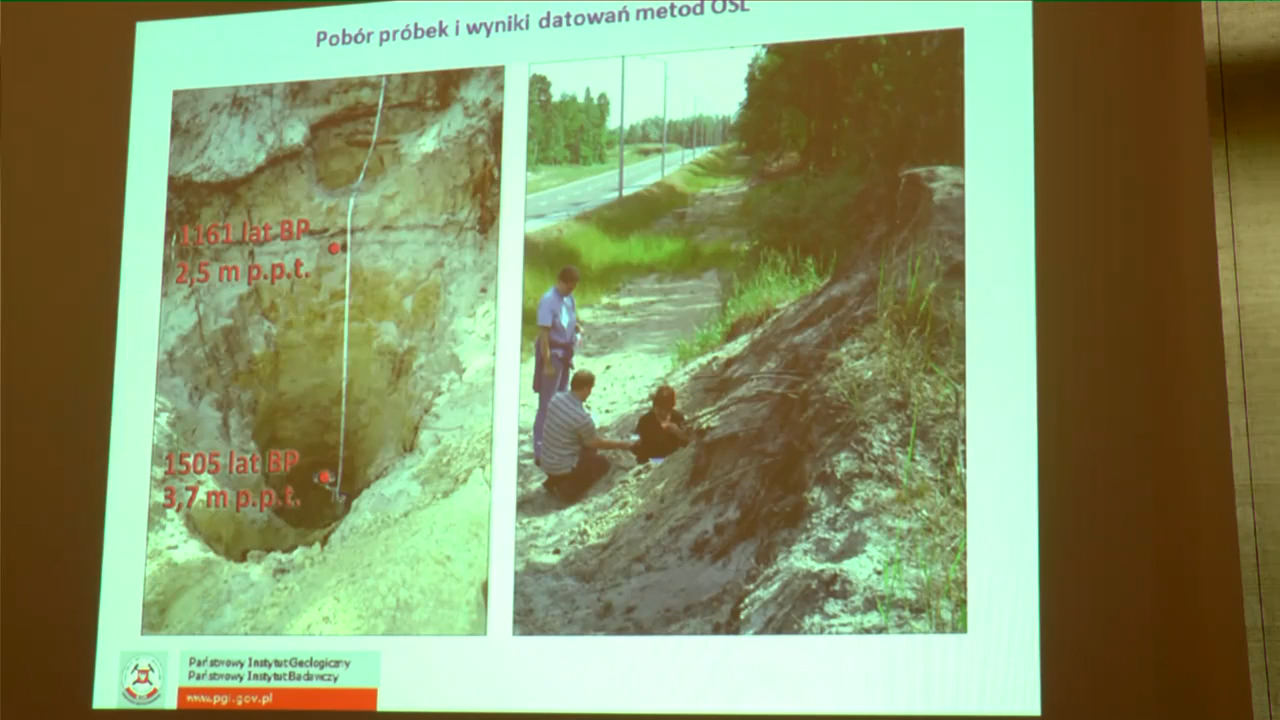 Pobór próbek i wyniki datowań metod OSL
1161 lat BP
2,5 m p.p.t.
1505 lat BP
3,7 m p.p.t.
Państwowy Instytut Geologiczny
Państwowy Instytut Badawczy
www.pgi.gov.pl